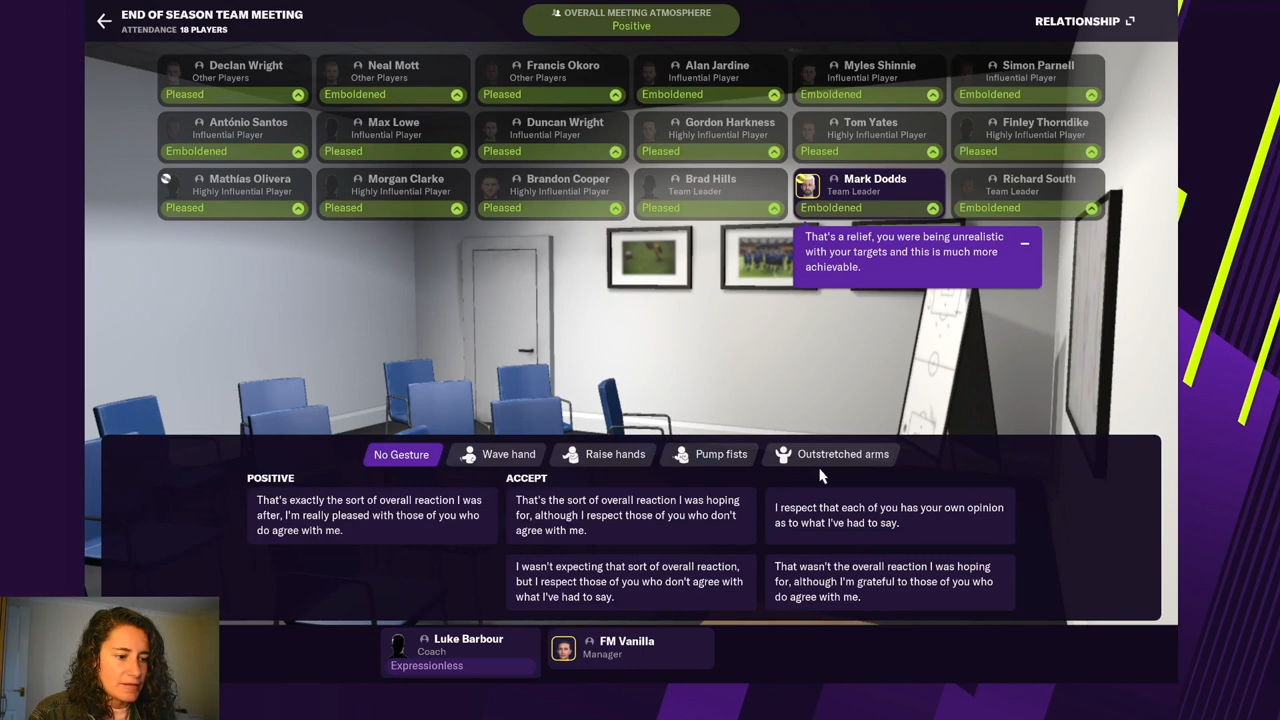 END OF SEASON TEAM MEETING
ATTENDANCE 18 PLAYERS
OVERALL MEETING ATMOSPHERE
Positive
RELATIONSHIP
Declan Wright
Other Players
Pleased
Neal Mott
Other Players
Emboldened
Francis Okoro
Other Players
Pleased
Alan Jardine
Influential Player
Emboldened
Myles Shinnie
Influential Player
Emboldened
Simon Parnell
Influential Player
Emboldened
António Santos
Influential Player
Emboldened
Max Lowe
Influential Player
Pleased
Duncan Wright
Influential Player
Pleased
Gordon Harkness
Highly Influential Player
Pleased
Tom Yates
Highly Influential Player
Pleased
Finley Thorndike
Highly Influential Player
Pleased
Mathías Olivera
Highly Influential Player
Pleased
Morgan Clarke
Highly Influential Player
Pleased
Brandon Cooper
Highly Influential Player
Pleased
Brad Hills
Team Leader
Pleased
Mark Dodds
Team Leader
Emboldened
Richard South
Team Leader
Emboldened
That's a relief, you were being unrealistic
with your targets and this is much more
achievable.
No Gesture
Wave hand
Raise hands
Pump fists
Outstretched arms
POSITIVE
That's exactly the sort of overall reaction I was
after, I'm really pleased with those of you who
do agree with me.
ACCEPT
That's the sort of overall reaction I was hoping
for, although I respect those of you who don't
agree with me.
I respect that each of you has your own opinion
as to what I've had to say.
I wasn't expecting that sort of overall reaction,
but I respect those of you who don't agree with
what I've had to say.
That wasn't the overall reaction I was hoping
for, although I'm grateful to those of you who
do agree with me.
Luke Barbour
Coach
Expressionless
FM Vanilla
Manager